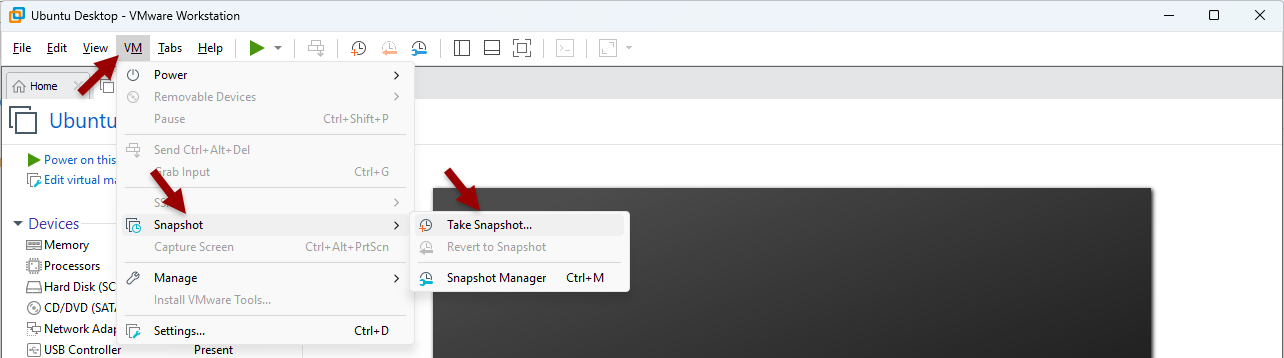 Ubuntu Desktop - VMware Workstation
File Edit View VM Tabs Help
Home
Ubuntu
Power on this
Edit virtual ma
Devices
Memory
Processors
Hard Disk (SC
CD/DVD (SATA
Network Adap
USB Controller Present
Power
Removable Devices
Pause Ctrl+Shift+P
Send Ctrl+Alt+Del
Grab Input Ctrl+G
Snapshot
Capture Screen Ctrl+Alt+PrtScn
Manage
Install VMware Tools...
Settings... Ctrl+D
Take Snapshot...
Revert to Snapshot
Snapshot Manager Ctrl+M